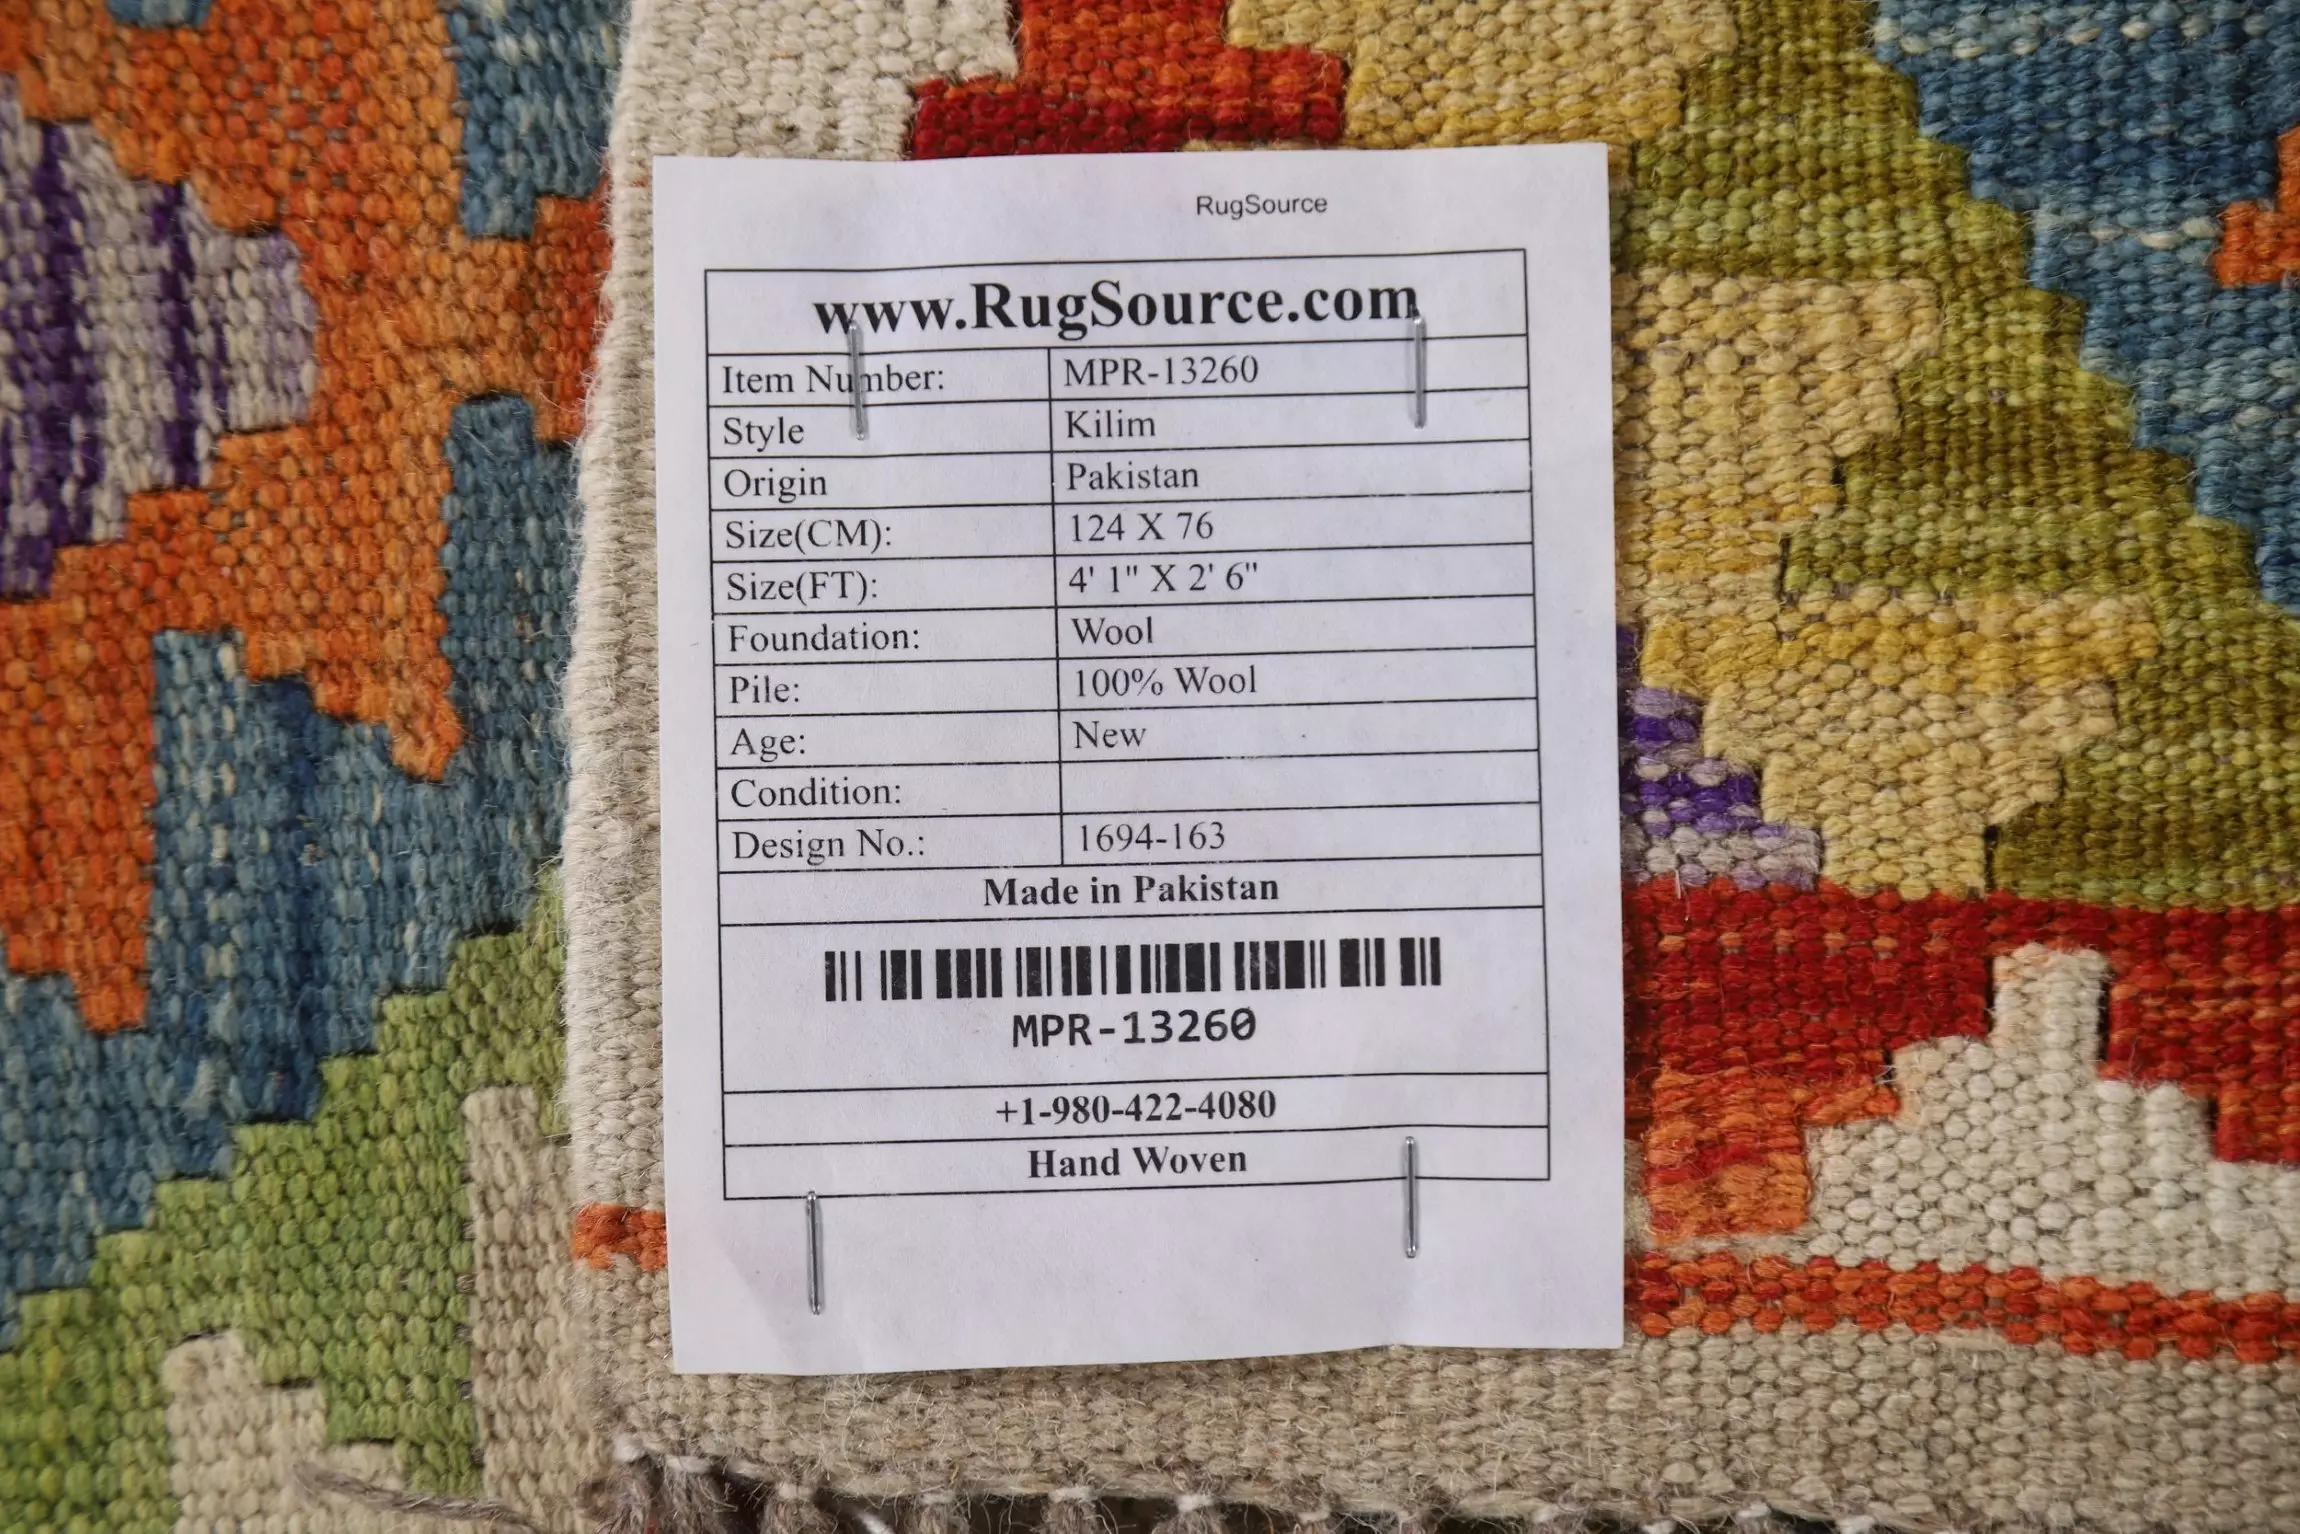 RugSource
www.RugSource.com
Item Number: MPR-13260
Style Kilim
Origin Pakistan
Size(CM): 124 X 76
Size(FT): 4' 1" X 2' 6"
Foundation: Wool
Pile: 100% Wool
Age: New
Condition:
Design No.: 1694-163
Made in Pakistan
MPR-13260
+1-980-422-4080
Hand Woven